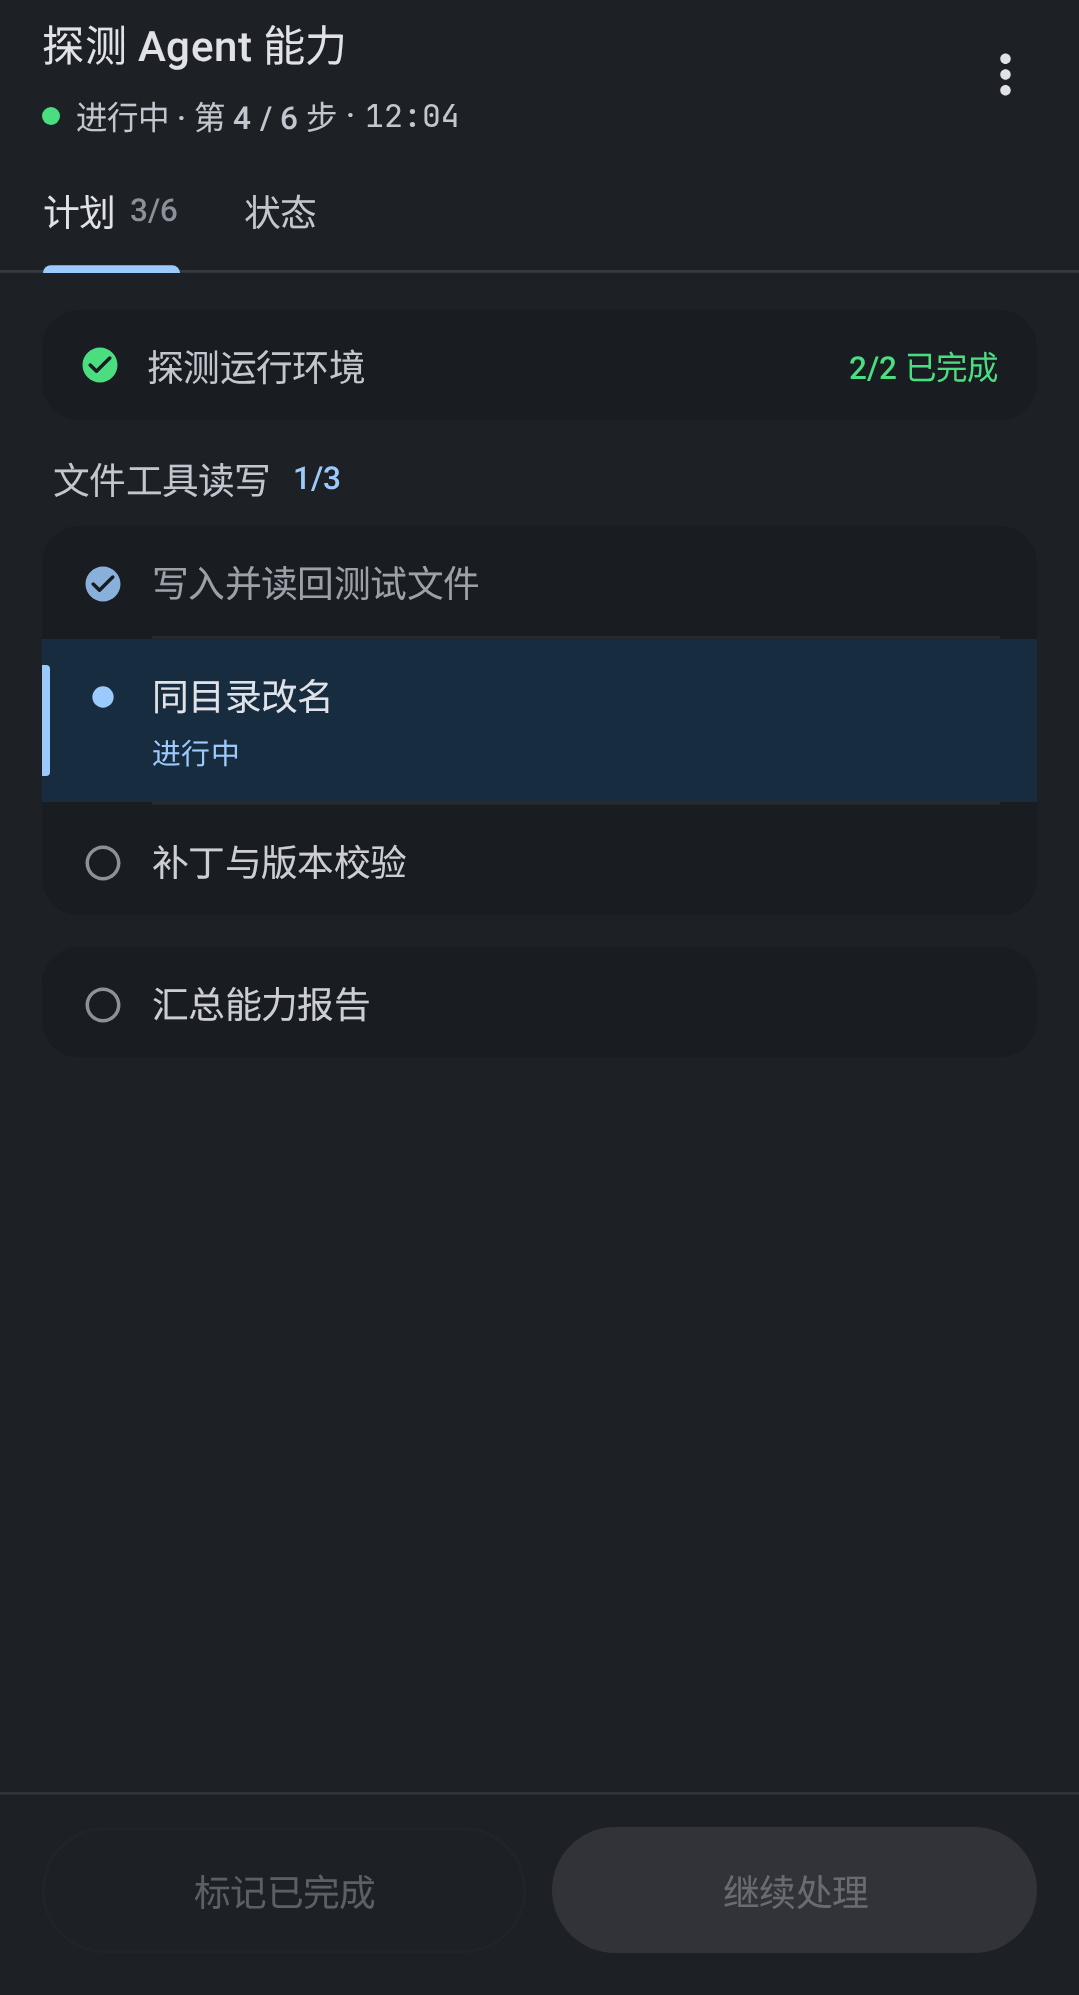 探测 Agent 能力
进行中 · 第 4 / 6 步 · 12:04
计划 3/6 状态
探测运行环境 2/2 已完成
文件工具读写 1/3
写入并读回测试文件
同目录改名
进行中
补丁与版本校验
汇总能力报告
标记已完成 继续处理